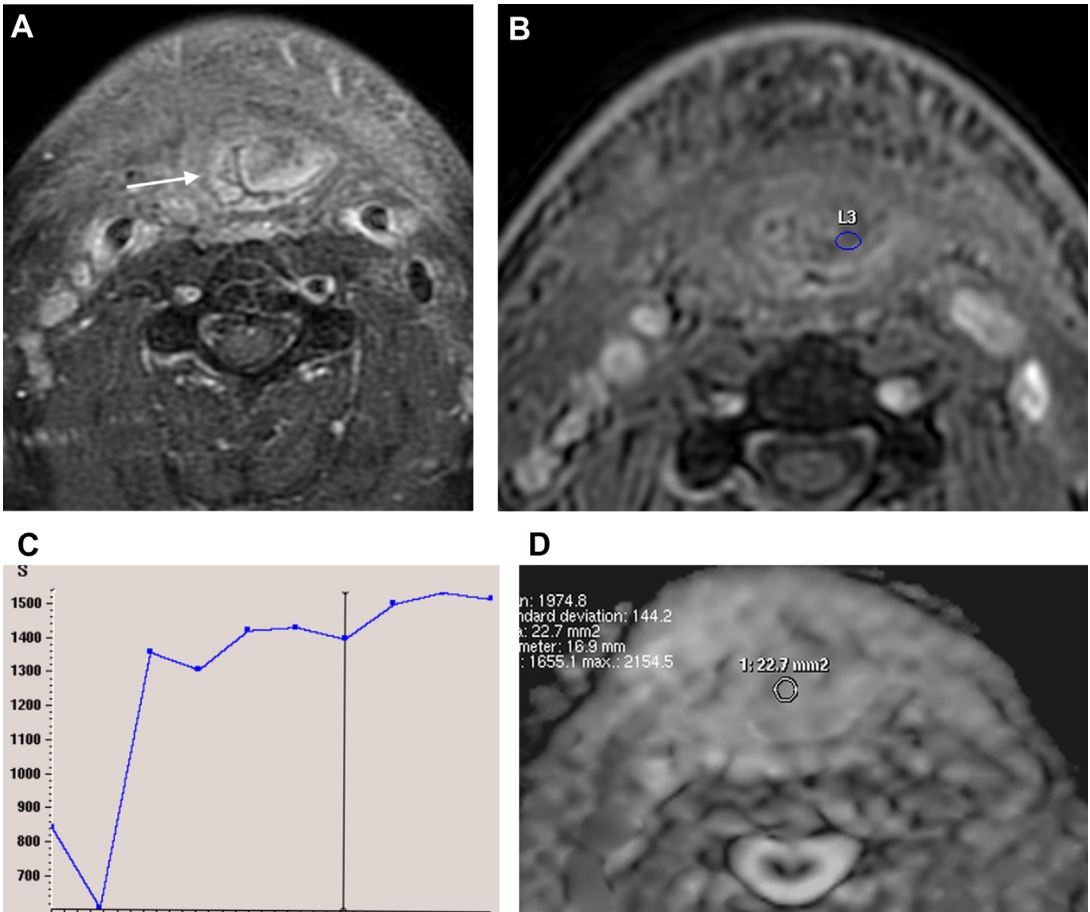 A
B
L3
C
S
1500
1400
1300
1200
1100
1000
900
800
700
D
n: 1974.8
ndard deviation: 144.2
a: 22.7 mm2
meter: 16.9 mm
: 1655.1 max.: 2154.5
1: 22.7 mm2